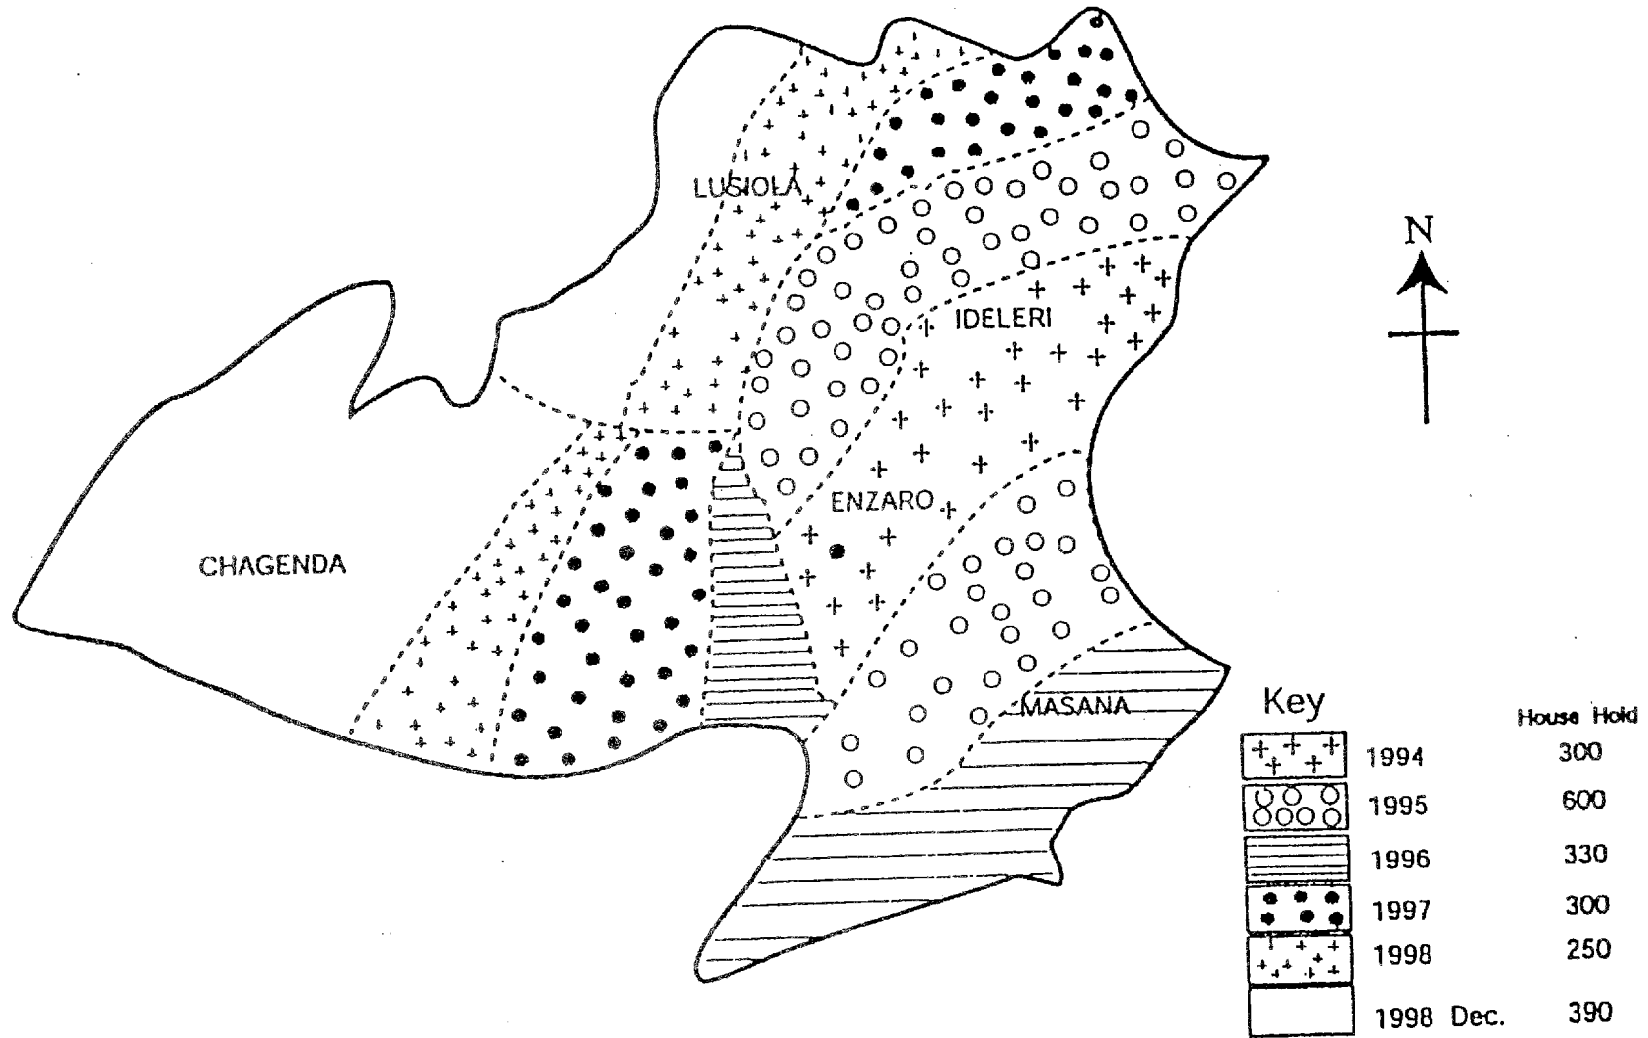 LUSIOLA
N
IDELERI
ENZARO
CHAGENDA
MASANA
Key
House Hold
1994 300
1995 600
1996 330
1997 300
1998 250
1998 Dec. 390